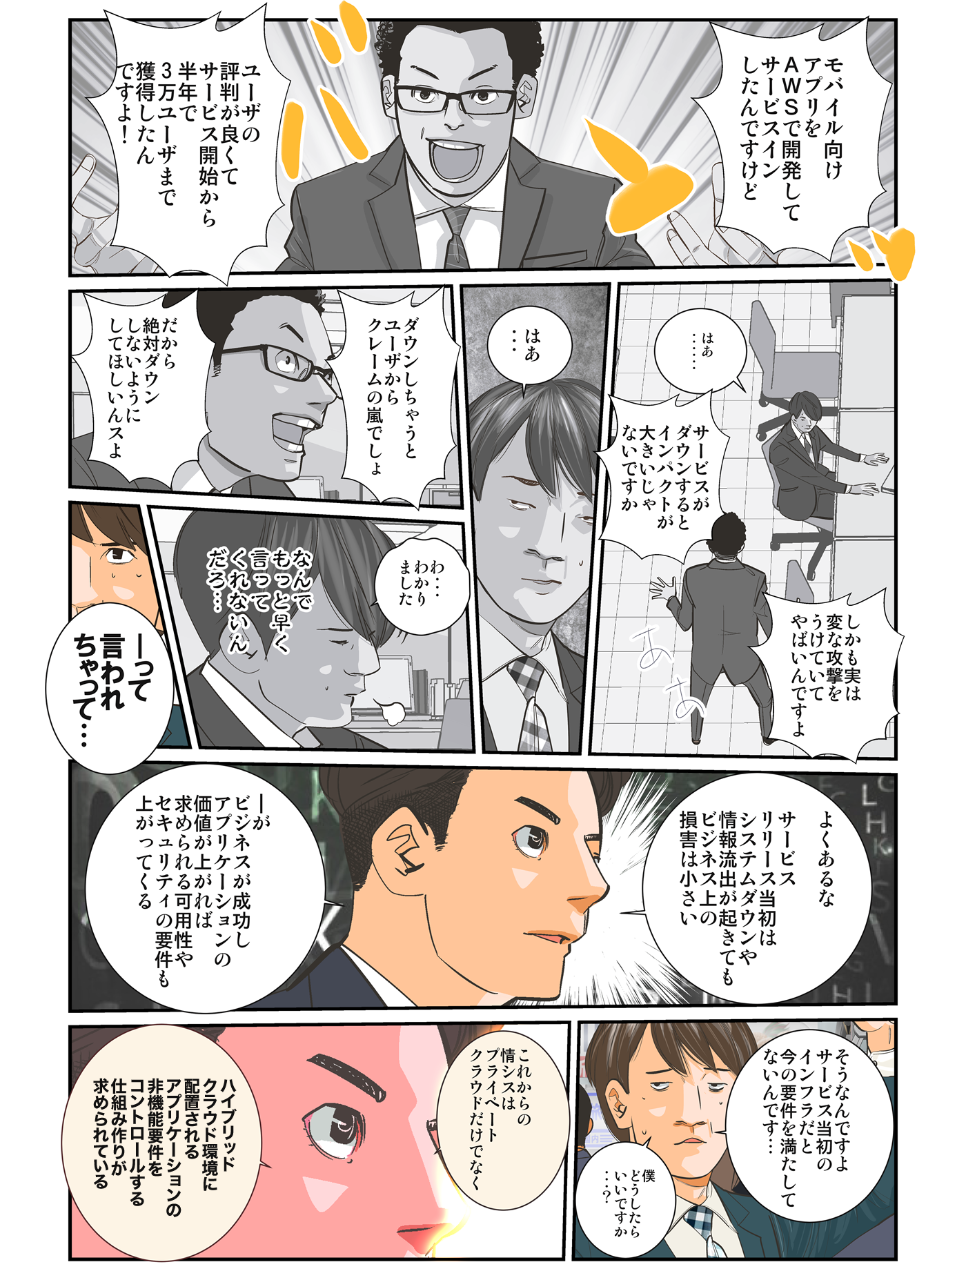 モバイル向け
アプリを
AWSで開発して
サービスイン
したんですけど
ユーザの
評判が良くて
サービス開始から
半年で
3万ユーザまで
獲得したん
ですよ！
はあ
・・・・・
サービスが
ダウンすると
インパクトが
大きいじゃ
ないですか
しかも実は
変な攻撃を
うけていて
やばいんですよ
あ
あ
はあ
・・・
ダウンしちゃうと
ユーザから
クレームの嵐でしょ
だから
絶対ダウン
しないように
してほしいんスよ
わ・・・
わかり
ました
なんで
もっと早く
言って
くれないん
だろ…
ーって
言われ
ちゃって…
よくあるな
サービス
リリース当初は
システムダウンや
情報流出が起きても
ビジネス上の
損害は小さい
ーが
ビジネスが成功し
アプリケーションの
価値が上がれば
求められる可用性や
セキュリティの要件も
上がってくる
そうなんですよ
サービス当初の
インフラだと
今の要件を満たして
ないんです…
僕
どうしたら
いいですか
・・？
これからの
情シスは
プライベート
クラウドだけでなく
ハイブリッド
クラウド環境に
配置される
アプリケーションの
非機能要件を
コントロールする
仕組み作りが
求められている